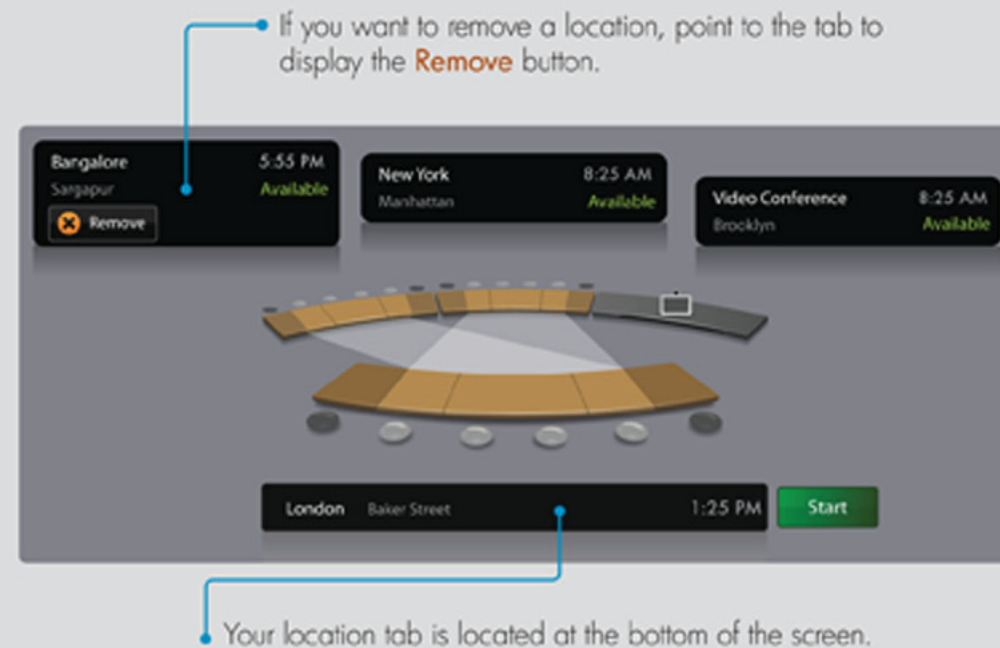 If you want to remove a location, point to the tab to
display the Remove button.
Bangalore 5:55 PM
Sargapur Available
Remove
New York 8:25 AM
Manhattan Available
Video Conference 8:25 AM
Brooklyn Available
London Baker Street 1:25 PM
Start
Your location tab is located at the bottom of the screen.